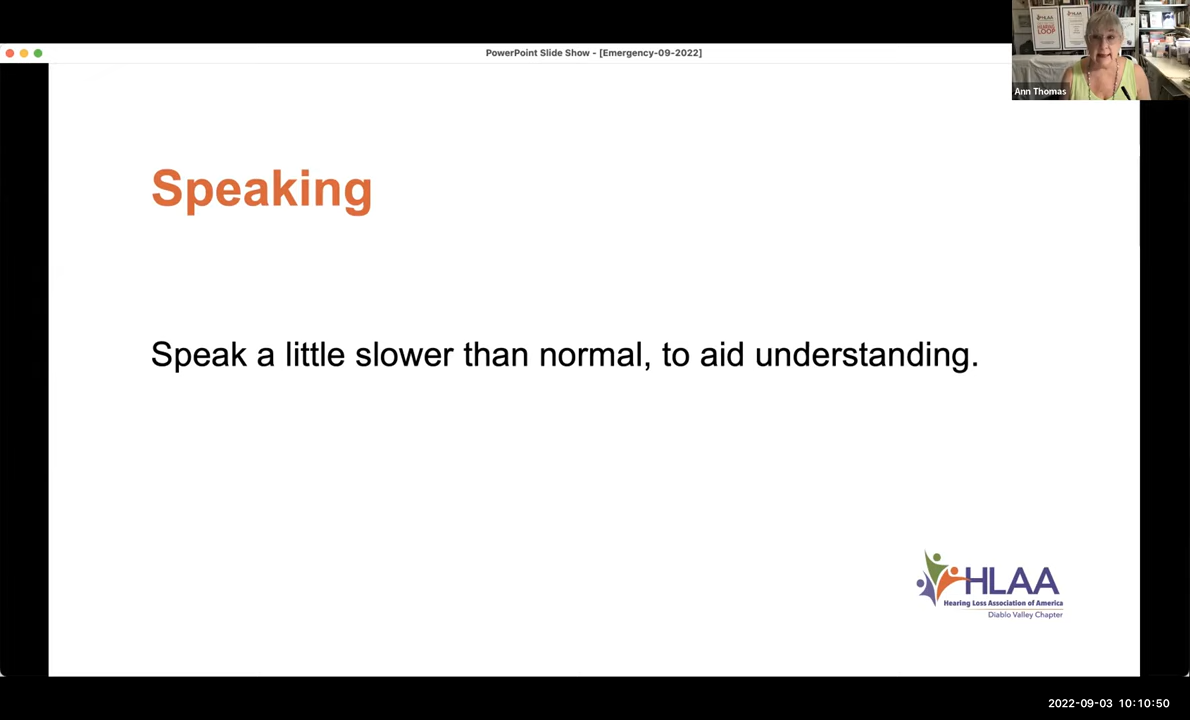 PowerPoint Slide Show - [Emergency-09-2022]
LOOP
Ann Thomas
Speaking
Speak a little slower than normal, to aid understanding.
HLAA
Hearing Loss Association of America
Diablo Valley Chapter
2022-09-03 10:10:50